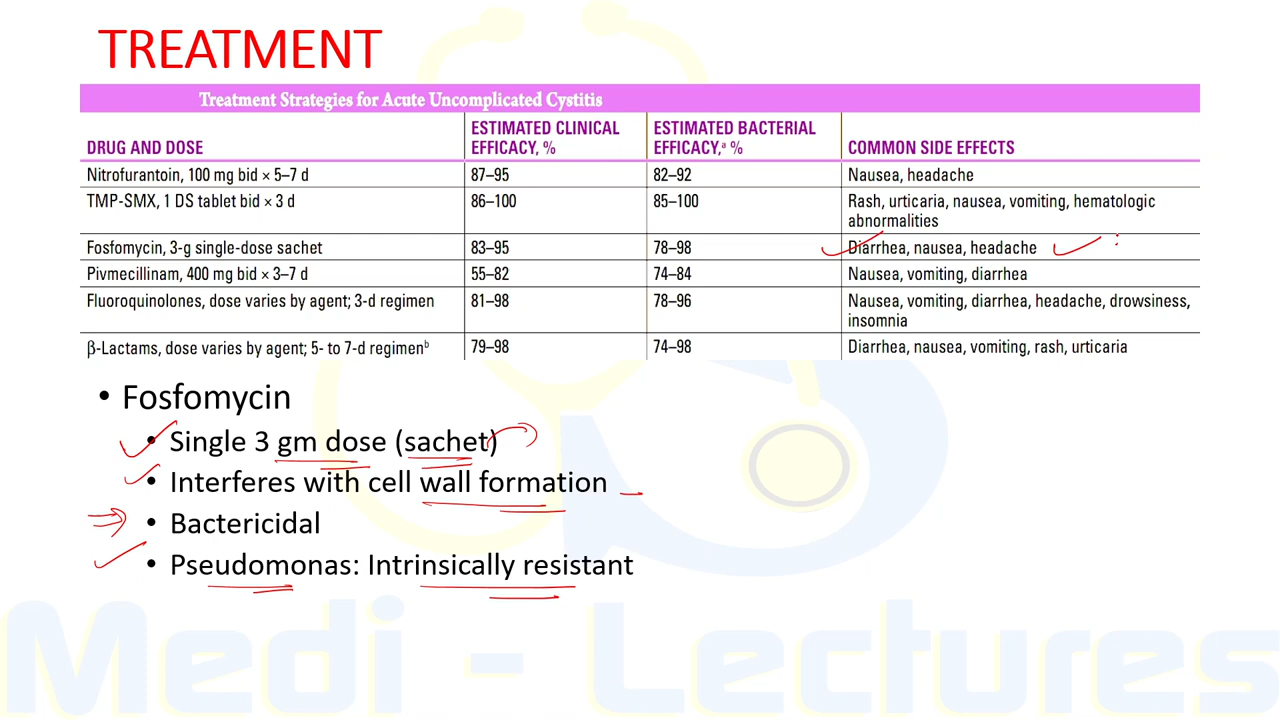 TREATMENT
Treatment Strategies for Acute Uncomplicated Cystitis
DRUG AND DOSE ESTIMATED CLINICAL EFFICACY, % ESTIMATED BACTERIAL EFFICACY,ᵃ % COMMON SIDE EFFECTS
Nitrofurantoin, 100 mg bid × 5–7 d 87–95 82–92 Nausea, headache
TMP-SMX, 1 DS tablet bid × 3 d 86–100 85–100 Rash, urticaria, nausea, vomiting, hematologic
abnormalities
Fosfomycin, 3-g single-dose sachet 83–95 78–98 Diarrhea, nausea, headache
Pivmecillinam, 400 mg bid × 3–7 d 55–82 74–84 Nausea, vomiting, diarrhea
Fluoroquinolones, dose varies by agent; 3-d regimen 81–98 78–96 Nausea, vomiting, diarrhea, headache, drowsiness,
insomnia
β-Lactams, dose varies by agent; 5- to 7-d regimenᵇ 79–98 74–98 Diarrhea, nausea, vomiting, rash, urticaria
• Fosfomycin
• Single 3 gm dose (sachet)
• Interferes with cell wall formation
• Bactericidal
• Pseudomonas: Intrinsically resistant
Medi - Lectures